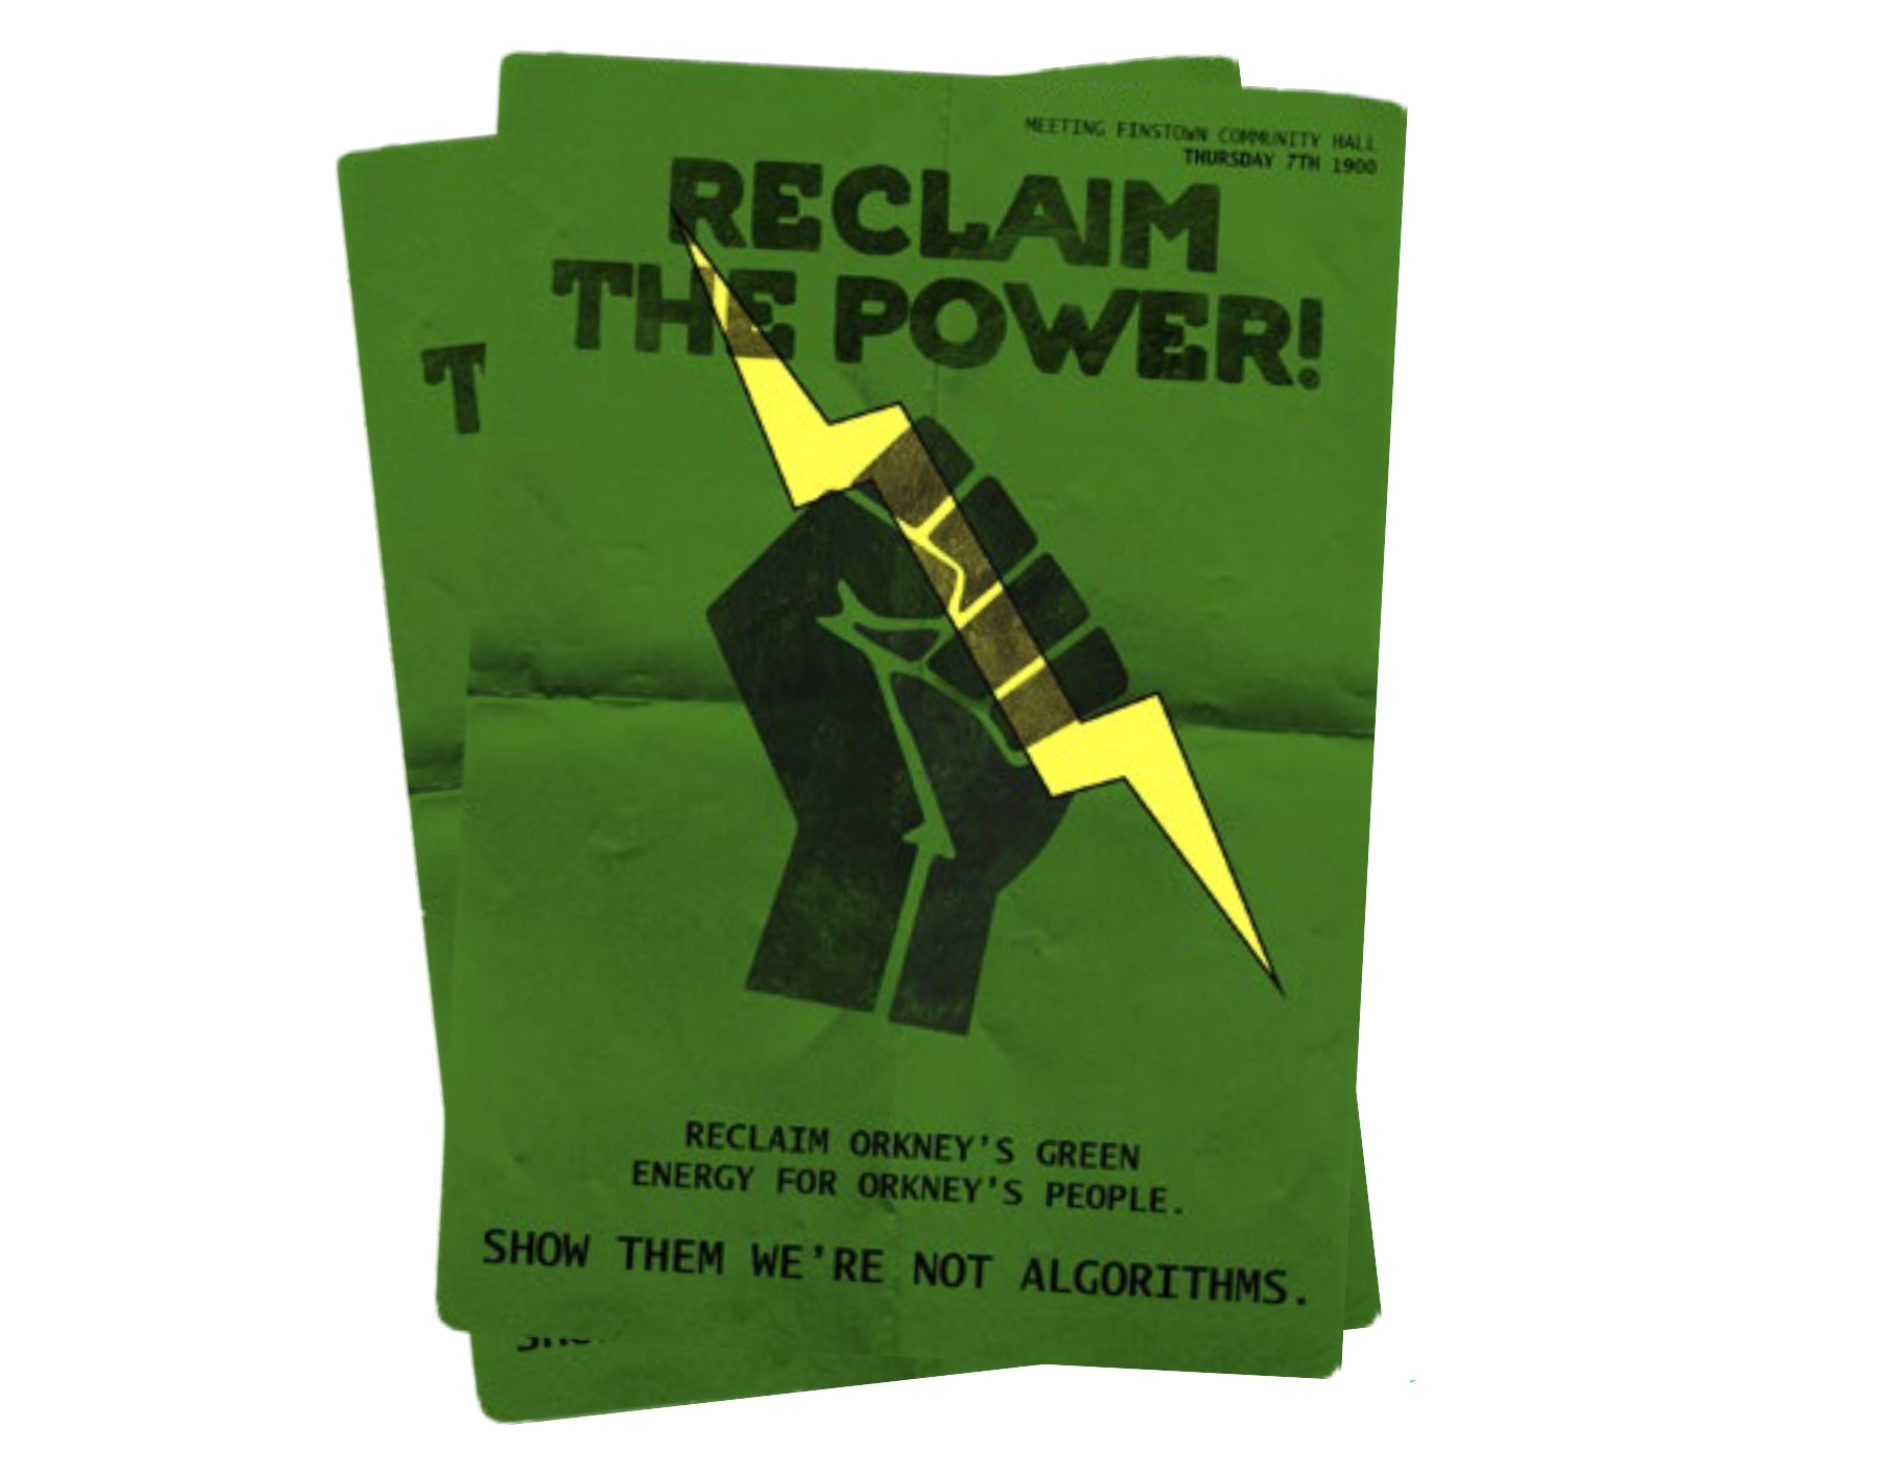 MEETING FINSTOWN COMMUNITY HALL
THURSDAY 7TH 1900
RECLAIM
THE POWER!
T
RECLAIM ORKNEY'S GREEN
ENERGY FOR ORKNEY'S PEOPLE.
SHOW THEM WE'RE NOT ALGORITHMS.